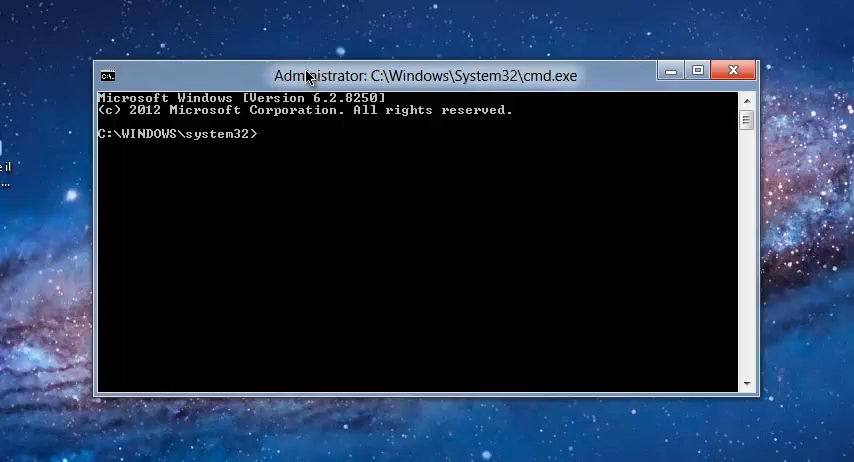 Administrator: C:\Windows\System32\cmd.exe
Microsoft Windows [Version 6.2.8250]
(c) 2012 Microsoft Corporation. All rights reserved.
C:\WINDOWS\system32>
il
...